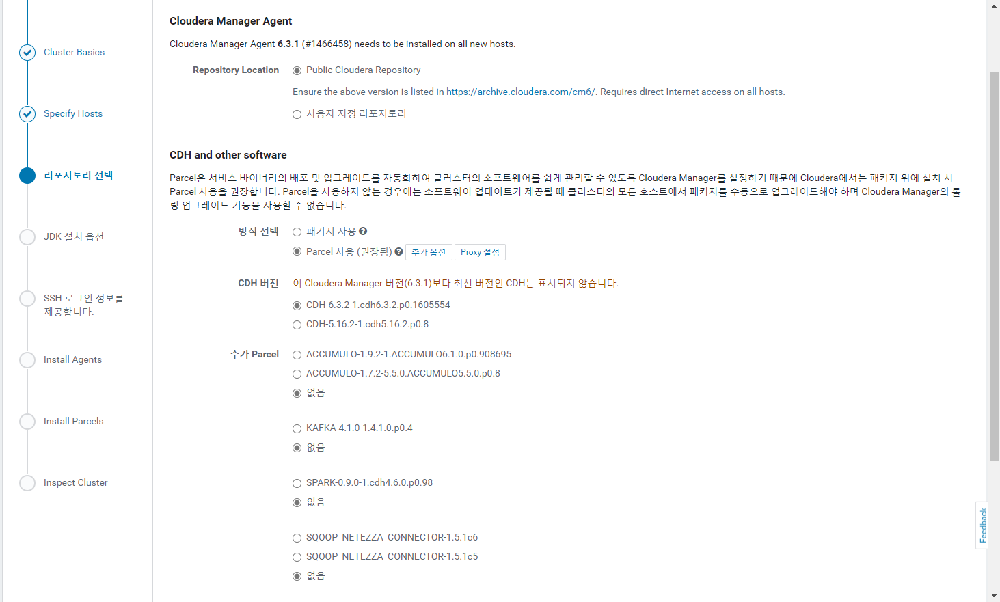 Cluster Basics
Specify Hosts
리포지토리 선택
JDK 설치 옵션
SSH 로그인 정보를
제공합니다.
Install Agents
Install Parcels
Inspect Cluster
Cloudera Manager Agent
Cloudera Manager Agent 6.3.1 (#1466458) needs to be installed on all new hosts.
Repository Location
Public Cloudera Repository
Ensure the above version is listed in https://archive.cloudera.com/cm6/. Requires direct Internet access on all hosts.
사용자 지정 리포지토리
CDH and other software
Parcel은 서비스 바이너리의 배포 및 업그레이드를 자동화하여 클러스터의 소프트웨어를 쉽게 관리할 수 있도록 Cloudera Manager를 설정하기 때문에 Cloudera에서는 패키지 위에 설치 시
Parcel 사용을 권장합니다. Parcel을 사용하지 않는 경우에는 소프트웨어 업데이트가 제공될 때 클러스터의 모든 호스트에서 패키지를 수동으로 업그레이드해야 하며 Cloudera Manager의 롤
링 업그레이드 기능을 사용할 수 없습니다.
방식 선택
패키지 사용 ?
Parcel 사용 (권장됨) ? 추가 옵션 Proxy 설정
CDH 버전
이 Cloudera Manager 버전(6.3.1)보다 최신 버전인 CDH는 표시되지 않습니다.
CDH-6.3.2-1.cdh6.3.2.p0.1605554
CDH-5.16.2-1.cdh5.16.2.p0.8
추가 Parcel
ACCUMULO-1.9.2-1.ACCUMULO6.1.0.p0.908695
ACCUMULO-1.7.2-5.5.0.ACCUMULO5.5.0.p0.8
없음
KAFKA-4.1.0-1.4.1.0.p0.4
없음
SPARK-0.9.0-1.cdh4.6.0.p0.98
없음
SQOOP_NETEZZA_CONNECTOR-1.5.1c6
SQOOP_NETEZZA_CONNECTOR-1.5.1c5
없음
Feedback